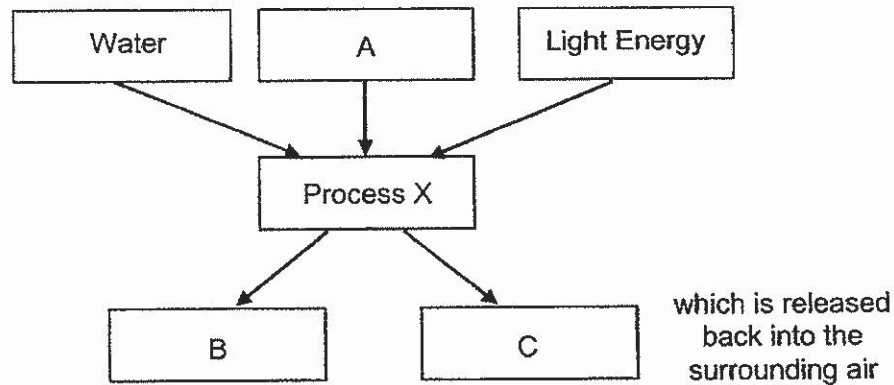 Water
A
Light Energy
Process X
B
C
which is released
back into the
surrounding air